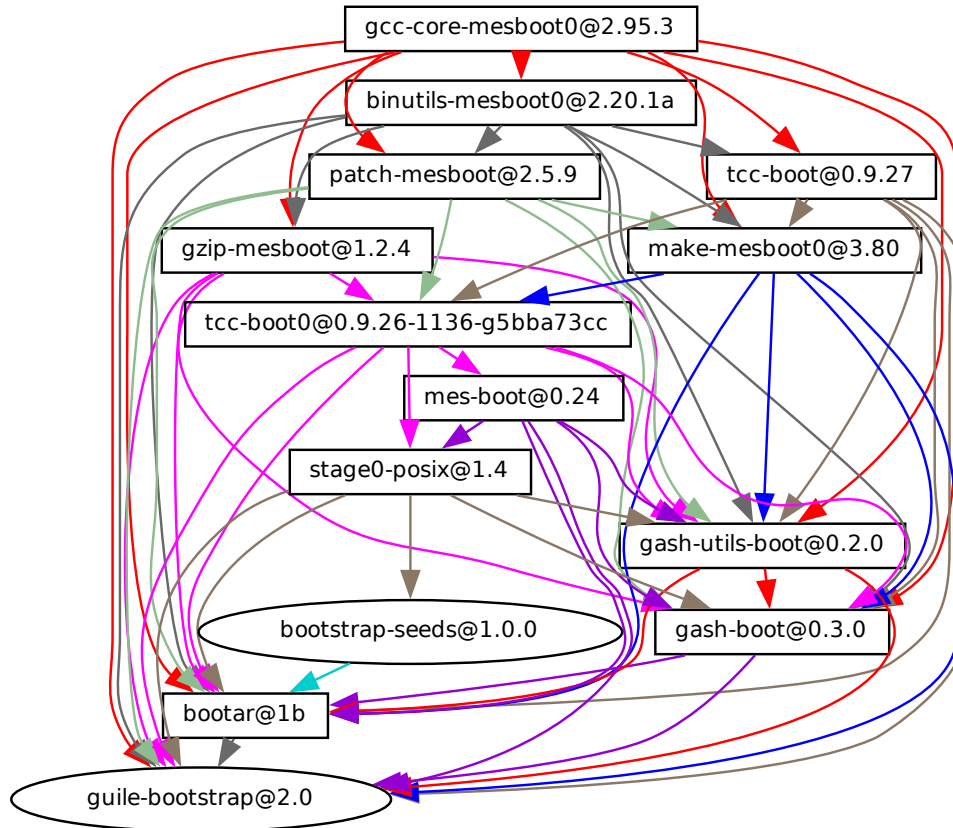 gcc-core-mesboot0@2.95.3
binutils-mesboot0@2.20.1a
patch-mesboot@2.5.9
tcc-boot@0.9.27
gzip-mesboot@1.2.4
make-mesboot0@3.80
tcc-boot0@0.9.26-1136-g5bba73cc
mes-boot@0.24
stage0-posix@1.4
gash-utils-boot@0.2.0
bootstrap-seeds@1.0.0
gash-boot@0.3.0
bootar@1b
guile-bootstrap@2.0